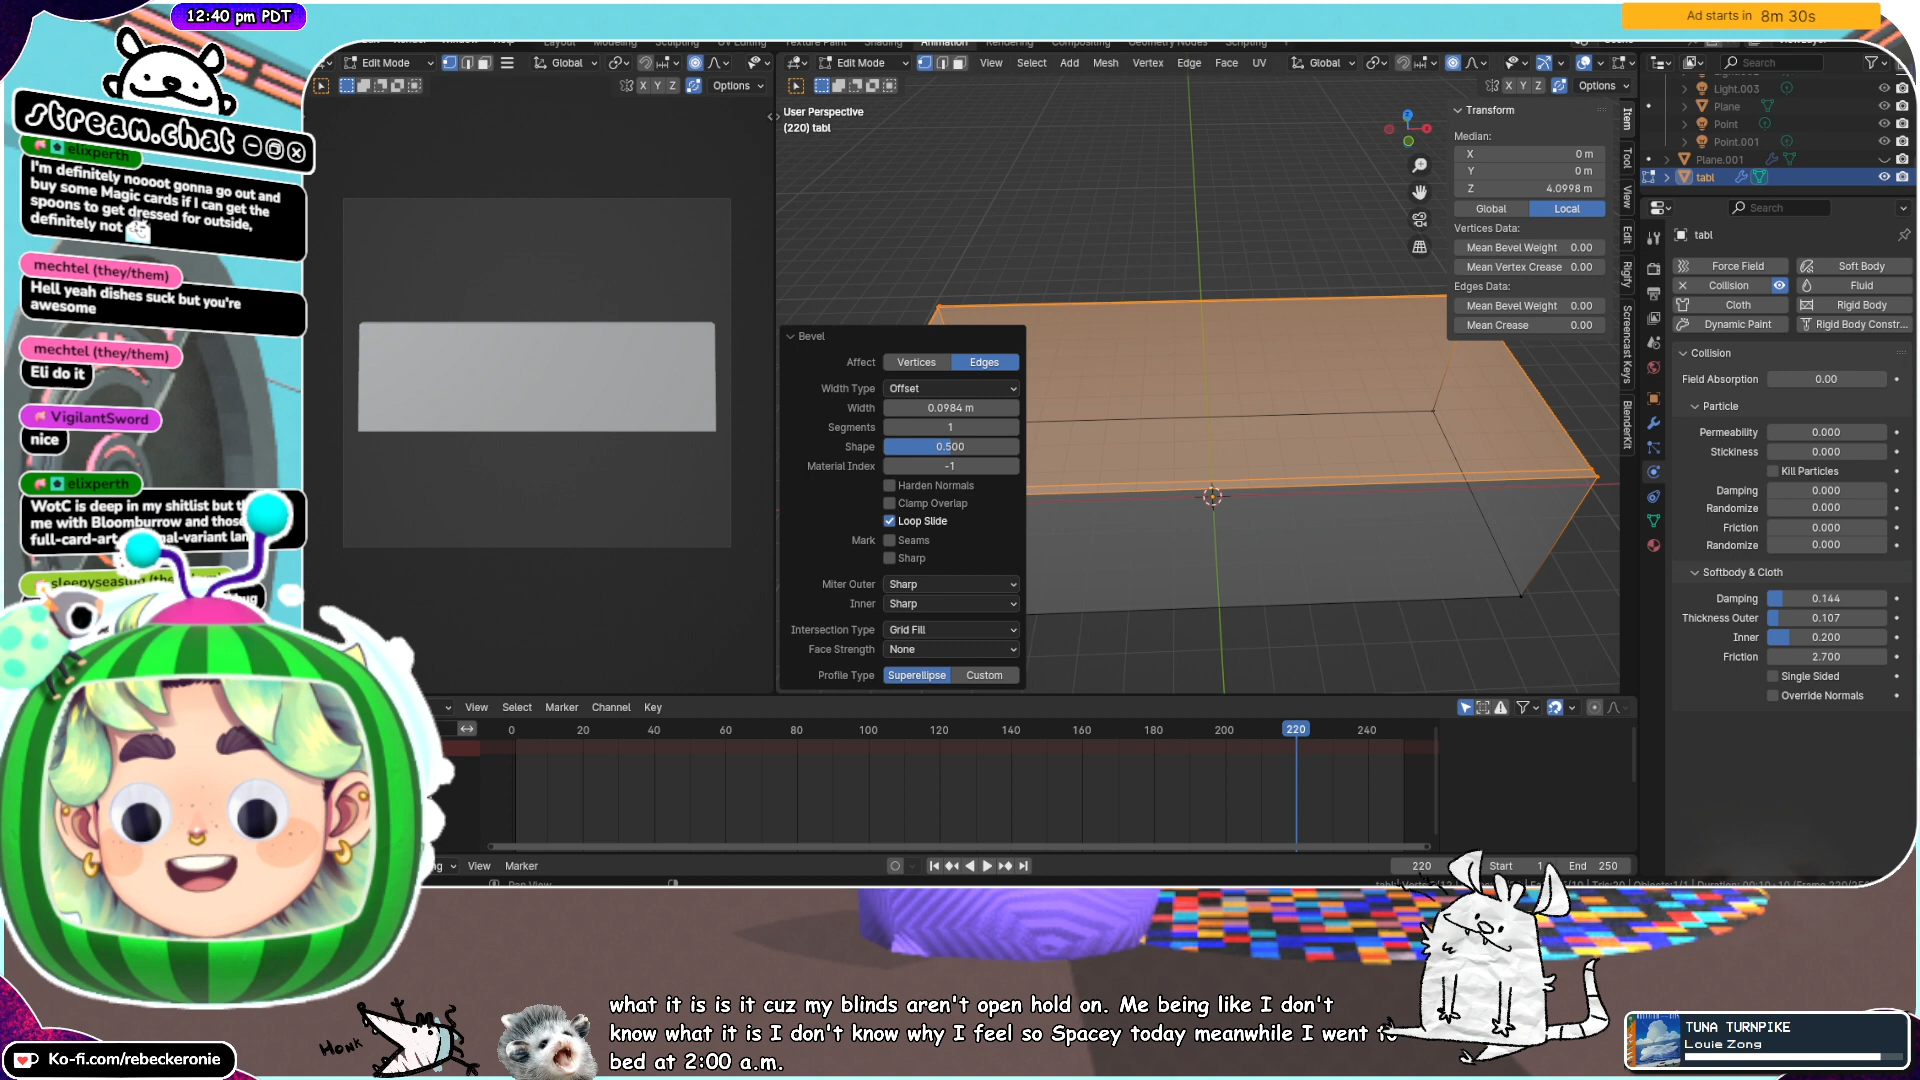 12:40 pm PDT
Ad starts in 8m 30s
stream.chat
elixperth
I'm definitely noooot gonna go out and
buy some Magic cards if I can get the
spoons to get dressed for outside,
definitely not
mechtel (they/them)
Hell yeah dishes suck but you're
awesome
mechtel (they/them)
Eli do it
VigilantSword
nice
elixperth
WotC is deep in my shitlist but
me with Bloomburrow and those
full-card-art
Edit Mode
Global
X Y Z
Options
Edit Mode
View
Select
Add
Mesh
Vertex
Edge
Face
UV
Global
X Y Z
Options
User Perspective
(220) tabl
Transform
Median:
X 0 m
Y 0 m
Z 4.0998 m
Global
Local
Vertices Data:
Mean Bevel Weight 0.00
Mean Vertex Crease 0.00
Edges Data:
Mean Bevel Weight 0.00
Mean Crease 0.00
Item
Tool
View
Edit
Rigify
Screencast Keys
BlenderKit
Bevel
Affect Vertices Edges
Width Type Offset
Width 0.0984 m
Segments 1
Shape 0.500
Material Index -1
Harden Normals
Clamp Overlap
Loop Slide
Mark Seams
Sharp
Miter Outer Sharp
Inner Sharp
Intersection Type Grid Fill
Face Strength None
Profile Type Superellipse Custom
Search
Light.003
Plane
Point
Point.001
Plane.001
tabl
Search
tabl
Force Field
Soft Body
Collision
Fluid
Cloth
Rigid Body
Dynamic Paint
Rigid Body Constr...
Collision
Field Absorption 0.00
Particle
Permeability 0.000
Stickiness 0.000
Kill Particles
Damping 0.000
Randomize 0.000
Friction 0.000
Randomize 0.000
Softbody & Cloth
Damping 0.144
Thickness Outer 0.107
Inner 0.200
Friction 2.700
Single Sided
Override Normals
View
Select
Marker
Channel
Key
0 20 40 60 80 100 120 140 160 180 200 220 240
View
Marker
220
Start 1
End 250
what it is is it cuz my blinds aren't open hold on. Me being like I don't
know what it is I don't know why I feel so Spacey today meanwhile I went to
bed at 2:00 a.m.
Honk
Ko-fi.com/rebeckeronie
TUNA TURNPIKE
Louie Zong